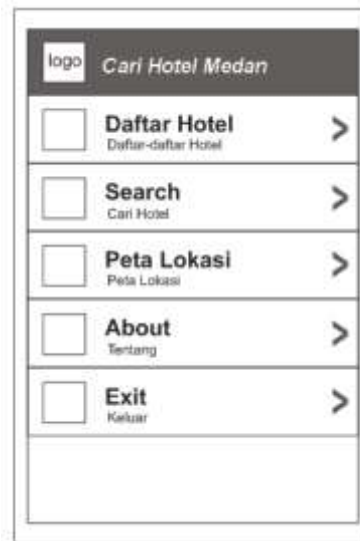 logo
Cari Hotel Medan
Daftar Hotel
Daftar-daftar Hotel
Search
Cari Hotel
Peta Lokasi
Peta Lokasi
About
Tentang
Exit
Keluar